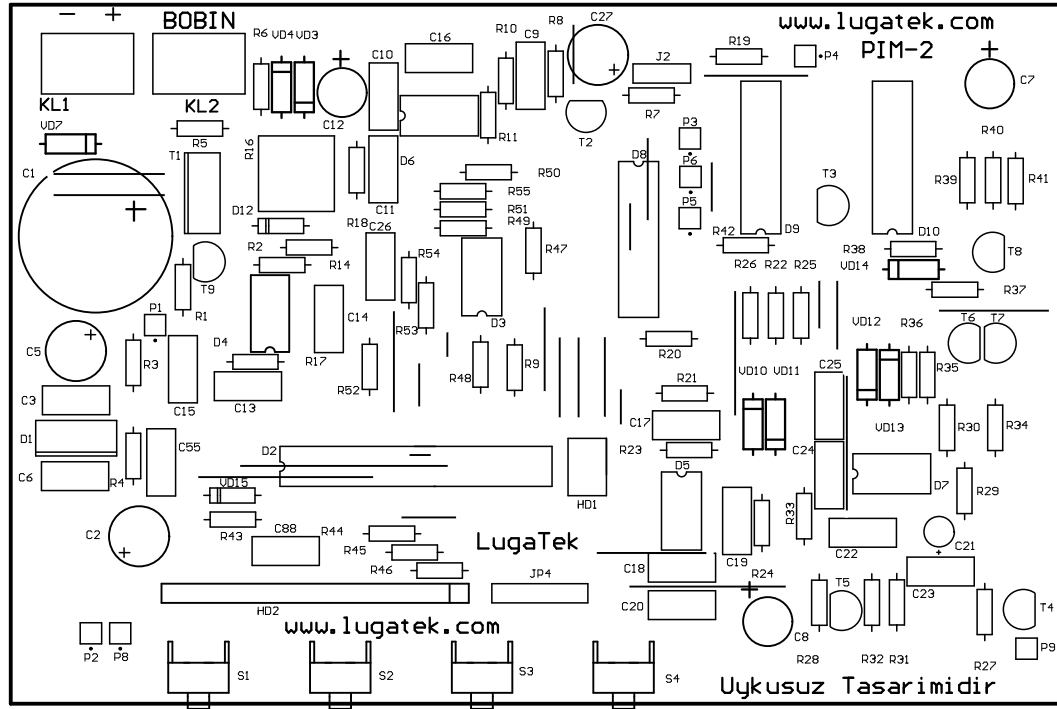 − +
BOBIN
www.lugatek.com
PIM-2
KL1
KL2
R6
VD4
VD3
C12
C10
C16
R10
C9
R8
C27
J2
R7
R19
P4
C7
VD7
R5
T1
R16
R11
T2
P3
P6
P5
D8
T3
R40
R39
R41
C1
D6
C11
R50
R55
R51
R49
D12
R18
C26
R2
R14
R54
R47
R42
D9
R38
D10
VD14
T8
R26
R22
R25
R37
T9
R1
P1
C14
R53
D3
T6
T7
VD12
R36
C5
R3
D4
R17
R52
R48
R9
R20
R35
C3
C15
C13
R21
VD10
VD11
C25
D1
C17
R30
R34
VD13
C6
R4
C55
D2
R23
C24
D5
D7
R29
VD15
HD1
R43
R44
R33
C2
C88
R45
LugaTek
C22
C21
R46
C18
C19
R24
C23
HD2
JP4
C20
T5
T4
www.lugatek.com
C8
P2
P8
P9
S1
S2
S3
S4
R28
R32
R31
R27
Uykusuz Tasarimidir